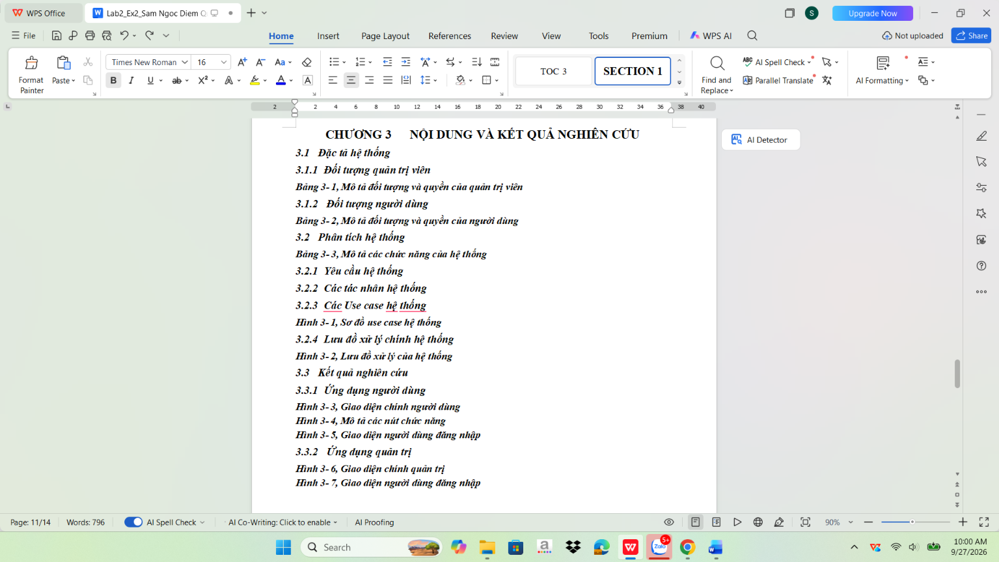 WPS Office
Lab2_Ex2_Sam Ngoc Diem Q
S
Upgrade Now
File
Home
Insert
Page Layout
References
Review
View
Tools
Premium
WPS AI
Not uploaded
Share
Format Painter
Paste
Times New Roman
16
TOC 3
SECTION 1
Find and Replace
AI Spell Check
Parallel Translate
AI Formatting
2 2 4 6 8 10 12 14 16 18 20 22 24 26 28 30 32 34 36 38 40
CHƯƠNG 3 NỘI DUNG VÀ KẾT QUẢ NGHIÊN CỨU
3.1 Đặc tả hệ thống
3.1.1 Đối tượng quản trị viên
Bảng 3- 1, Mô tả đối tượng và quyền của quản trị viên
3.1.2 Đối tượng người dùng
Bảng 3- 2, Mô tả đối tượng và quyền của người dùng
3.2 Phân tích hệ thống
Bảng 3- 3, Mô tả các chức năng của hệ thống
3.2.1 Yêu cầu hệ thống
3.2.2 Các tác nhân hệ thống
3.2.3 Các Use case hệ thống
Hình 3- 1, Sơ đồ use case hệ thống
3.2.4 Lưu đồ xử lý chính hệ thống
Hình 3- 2, Lưu đồ xử lý của hệ thống
3.3 Kết quả nghiên cứu
3.3.1 Ứng dụng người dùng
Hình 3- 3, Giao diện chính người dùng
Hình 3- 4, Mô tả các nút chức năng
Hình 3- 5, Giao diện người dùng đăng nhập
3.3.2 Ứng dụng quản trị
Hình 3- 6, Giao diện chính quản trị
Hình 3- 7, Giao diện người dùng đăng nhập
AI Detector
Page: 11/14
Words: 796
AI Spell Check
AI Co-Writing: Click to enable
AI Proofing
90%
Search
5+
Zalo
10:00 AM
9/27/2026